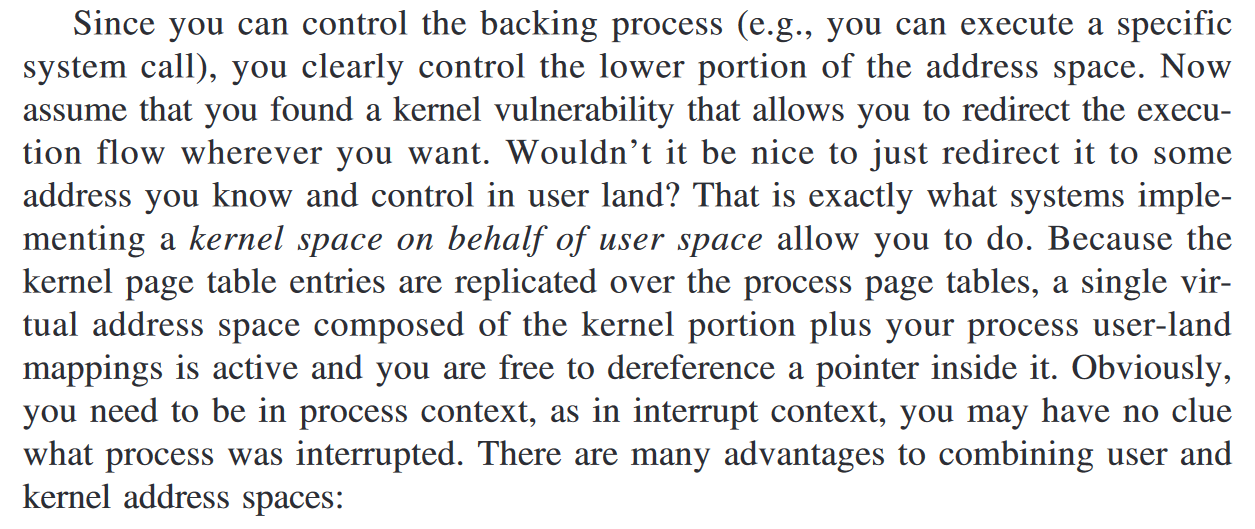 Since you can control the backing process (e.g., you can execute a specific
system call), you clearly control the lower portion of the address space. Now
assume that you found a kernel vulnerability that allows you to redirect the execu-
tion flow wherever you want. Wouldn’t it be nice to just redirect it to some
address you know and control in user land? That is exactly what systems imple-
menting a kernel space on behalf of user space allow you to do. Because the
kernel page table entries are replicated over the process page tables, a single vir-
tual address space composed of the kernel portion plus your process user-land
mappings is active and you are free to dereference a pointer inside it. Obviously,
you need to be in process context, as in interrupt context, you may have no clue
what process was interrupted. There are many advantages to combining user and
kernel address spaces: